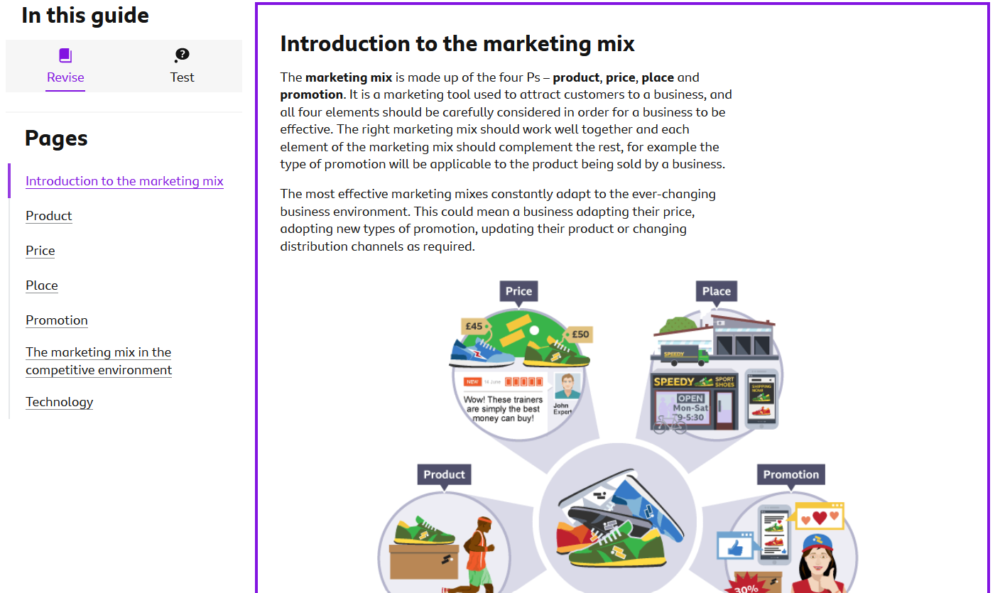 In this guide
Revise
Test
Pages
Introduction to the marketing mix
Product
Price
Place
Promotion
The marketing mix in the
competitive environment
Technology
Introduction to the marketing mix
The marketing mix is made up of the four Ps – product, price, place and
promotion. It is a marketing tool used to attract customers to a business, and
all four elements should be carefully considered in order for a business to be
effective. The right marketing mix should work well together and each
element of the marketing mix should complement the rest, for example the
type of promotion will be applicable to the product being sold by a business.
The most effective marketing mixes constantly adapt to the ever-changing
business environment. This could mean a business adapting their price,
adopting new types of promotion, updating their product or changing
distribution channels as required.
Price
£45
£50
NEW 14 June
Wow! These trainers
are simply the best
money can buy!
John
Expert
Place
SPEEDY
SPEEDY SPORT
SHOES
OPEN
Mon-Sat
9-5:30
SHIPPING
NOW!
Product
Promotion
30%